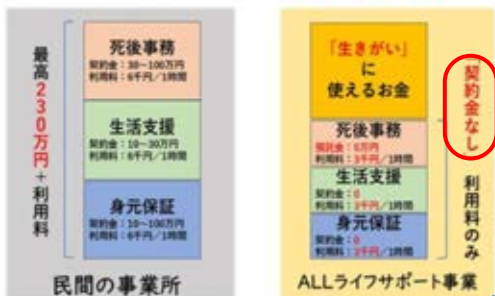 最高230万円+利用料
死後事務
契約金:30~100万円
利用料:6千円/1時間
生活支援
契約金:10~30万円
利用料:6千円/1時間
身元保証
契約金:10~100万円
利用料:6千円/1時間
民間の事業所
「生きがい」
に
使えるお金
死後事務
預託金:5万円
利用料:3千円/1時間
生活支援
契約金:0
利用料:3千円/1時間
身元保証
契約金:0
利用料:3千円/1時間
契約金なし
利用料のみ
ALLライフサポート事業